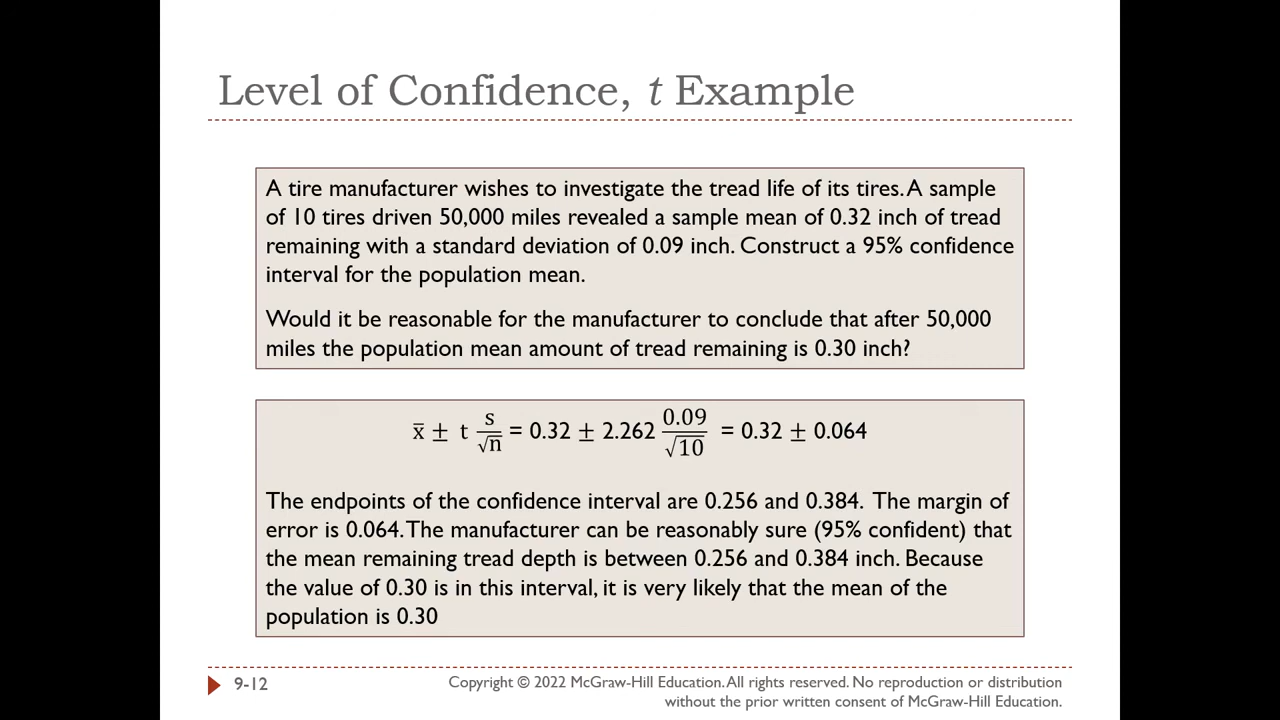 Level of Confidence, t Example
A tire manufacturer wishes to investigate the tread life of its tires. A sample
of 10 tires driven 50,000 miles revealed a sample mean of 0.32 inch of tread
remaining with a standard deviation of 0.09 inch. Construct a 95% confidence
interval for the population mean.
Would it be reasonable for the manufacturer to conclude that after 50,000
miles the population mean amount of tread remaining is 0.30 inch?
x̄ ± t s/√n = 0.32 ± 2.262 0.09/√10 = 0.32 ± 0.064
The endpoints of the confidence interval are 0.256 and 0.384. The margin of
error is 0.064. The manufacturer can be reasonably sure (95% confident) that
the mean remaining tread depth is between 0.256 and 0.384 inch. Because
the value of 0.30 is in this interval, it is very likely that the mean of the
population is 0.30
9-12
Copyright © 2022 McGraw-Hill Education. All rights reserved. No reproduction or distribution
without the prior written consent of McGraw-Hill Education.